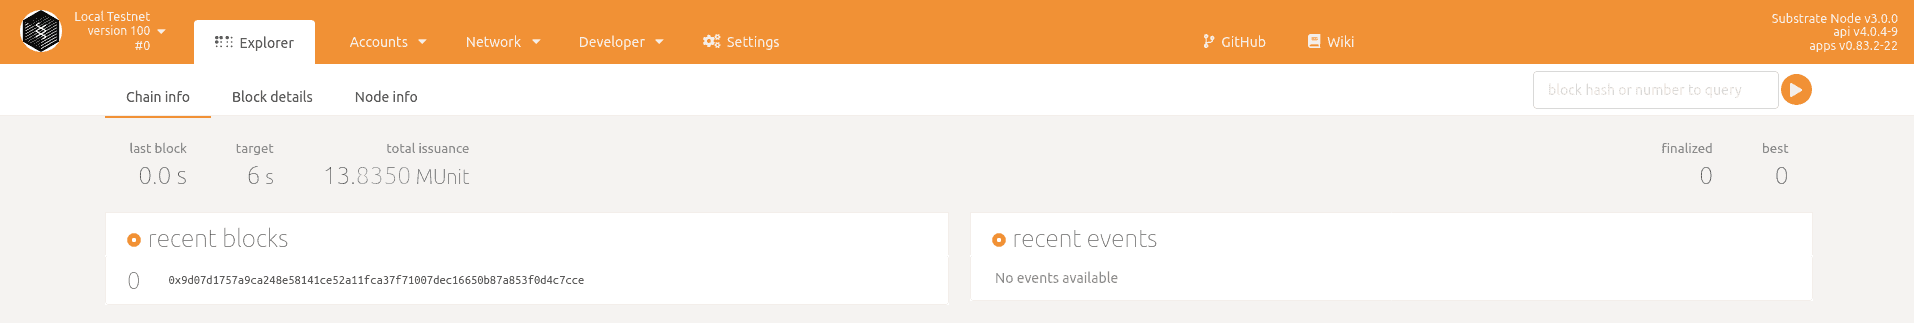 Local Testnet
version 100
#0
Explorer
Accounts
Network
Developer
Settings
GitHub
Wiki
Substrate Node v3.0.0
api v4.0.4-9
apps v0.83.2-22
Chain info
Block details
Node info
block hash or number to query
last block
0.0 s
target
6 s
total issuance
13.8350 MUnit
finalized
0
best
0
recent blocks
0 0x9d07d1757a9ca248e58141ce52a11fca37f71007dec16650b87a853f0d4c7cce
recent events
No events available